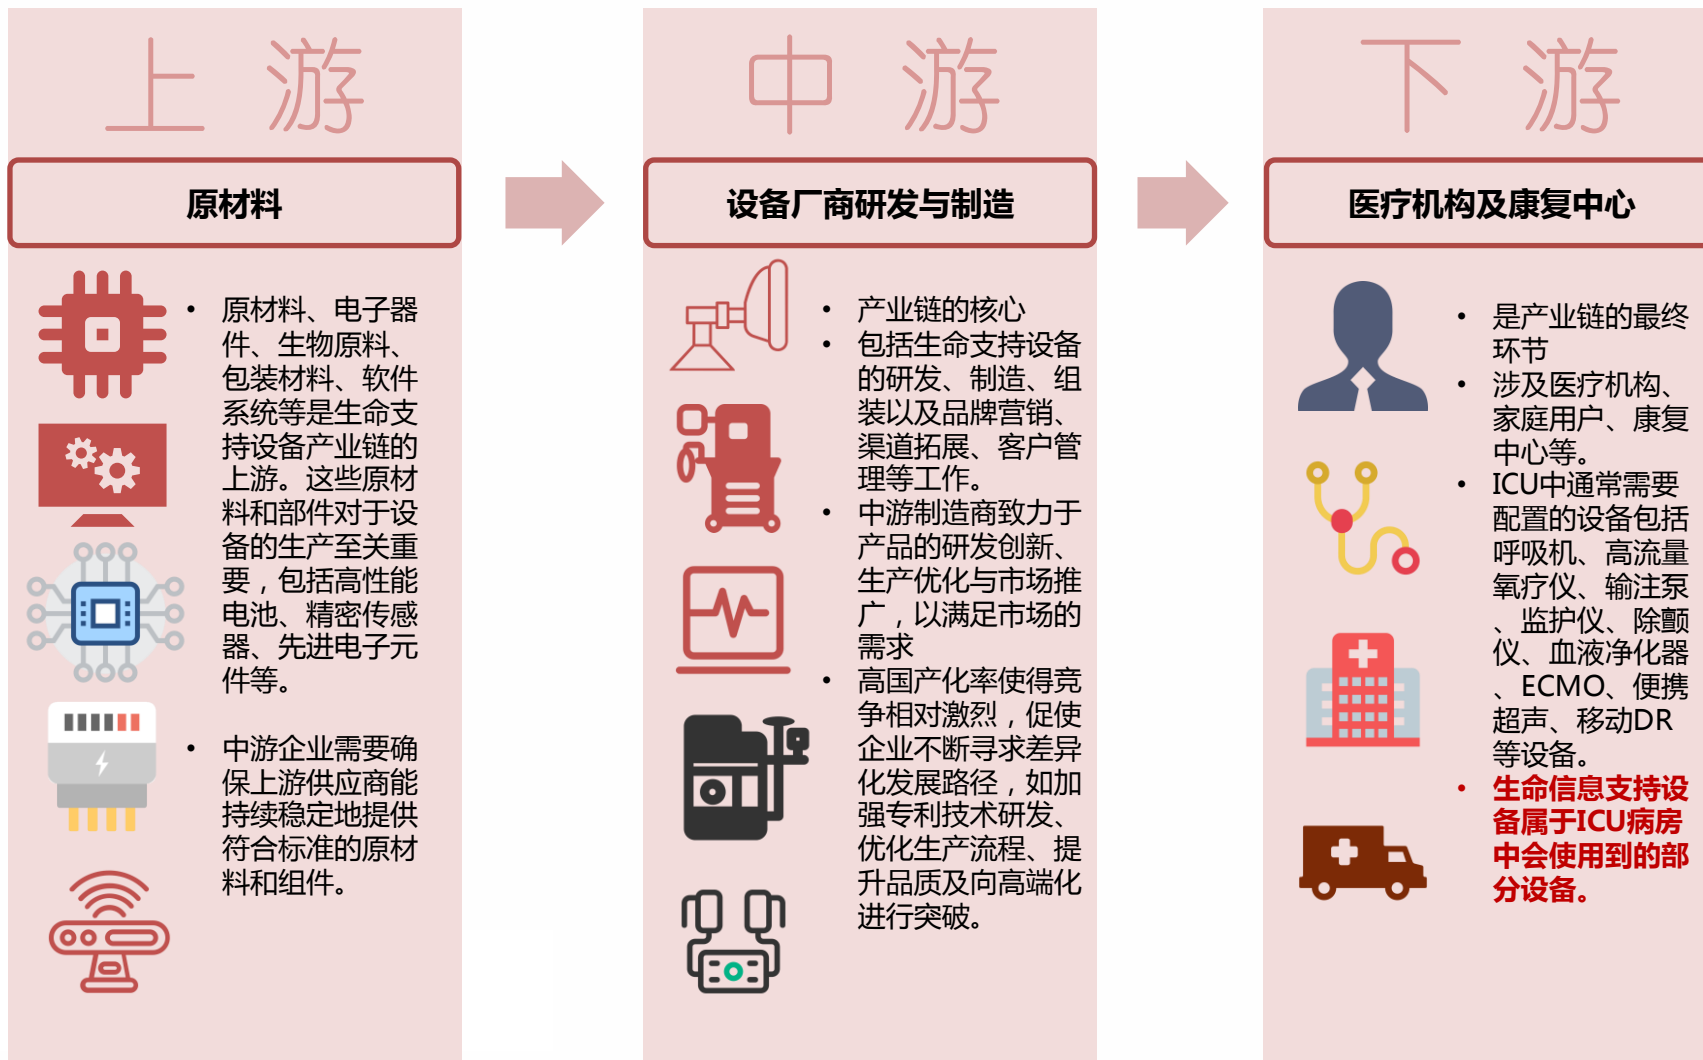 上游
原材料
• 原材料、电子器
件、生物原料、
包装材料、软件
系统等是生命支
持设备产业链的
上游。这些原材
料和部件对于设
备的生产至关重
要，包括高性能
电池、精密传感
器、先进电子元
件等。
• 中游企业需要确
保上游供应商能
持续稳定地提供
符合标准的原材
料和组件。
中游
设备厂商研发与制造
• 产业链的核心
• 包括生命支持设备
的研发、制造、组
装以及品牌营销、
渠道拓展、客户管
理等工作。
• 中游制造商致力于
产品的研发创新、
生产优化与市场推
广，以满足市场的
需求
• 高国产化率使得竞
争相对激烈，促使
企业不断寻求差异
化发展路径，如加
强专利技术研发、
优化生产流程、提
升品质及向高端化
进行突破。
下游
医疗机构及康复中心
• 是产业链的最终
环节
• 涉及医疗机构、
家庭用户、康复
中心等。
• ICU中通常需要
配置的设备包括
呼吸机、高流量
氧疗仪、输注泵
、监护仪、除颤
仪、血液净化器
、ECMO、便携
超声、移动DR
等设备。
• 生命信息支持设
备属于ICU病房
中会使用到的部
分设备。